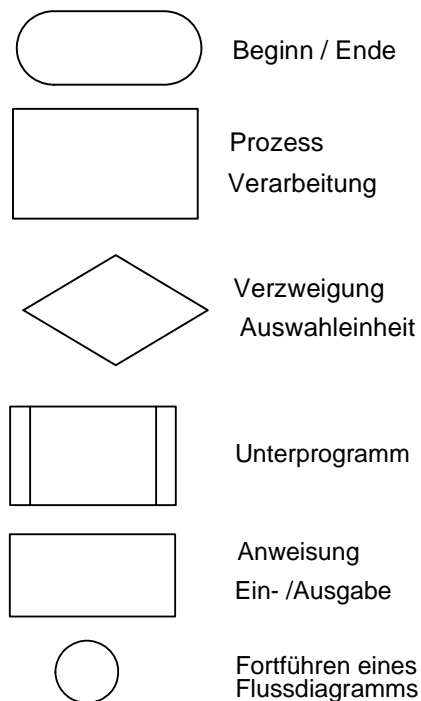 Beginn / Ende
Prozess
Verarbeitung
Verzweigung
Auswahleinheit
Unterprogramm
Anweisung
Ein- /Ausgabe
Fortführen eines
Flussdiagramms